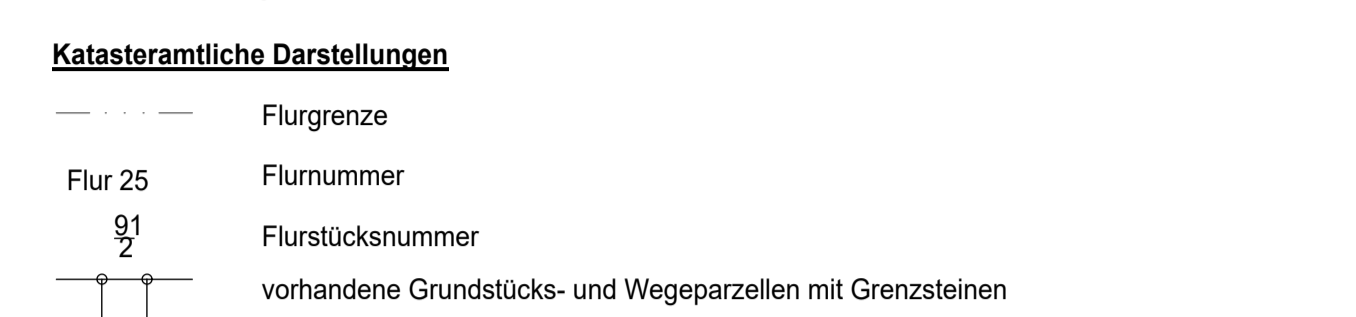 Katasteramtliche Darstellungen
Flurgrenze
Flur 25 Flurnummer
91
2
Flurstücksnummer
vorhandene Grundstücks- und Wegeparzellen mit Grenzsteinen